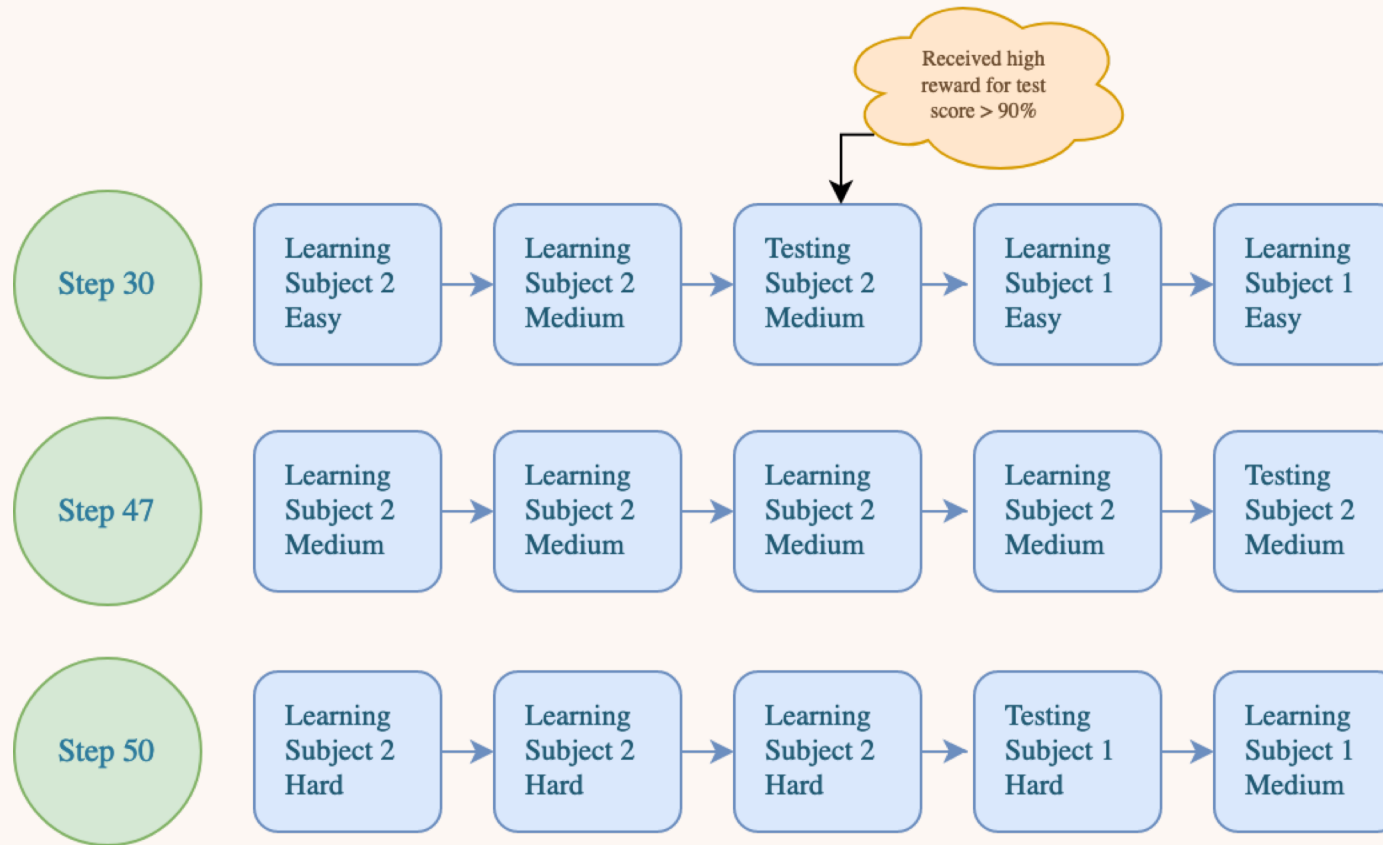 Received high
reward for test
score > 90%
Step 30
Learning
Subject 2
Easy
Learning
Subject 2
Medium
Testing
Subject 2
Medium
Learning
Subject 1
Easy
Learning
Subject 1
Easy
Step 47
Learning
Subject 2
Medium
Learning
Subject 2
Medium
Learning
Subject 2
Medium
Learning
Subject 2
Medium
Testing
Subject 2
Medium
Step 50
Learning
Subject 2
Hard
Learning
Subject 2
Hard
Learning
Subject 2
Hard
Testing
Subject 1
Hard
Learning
Subject 1
Medium